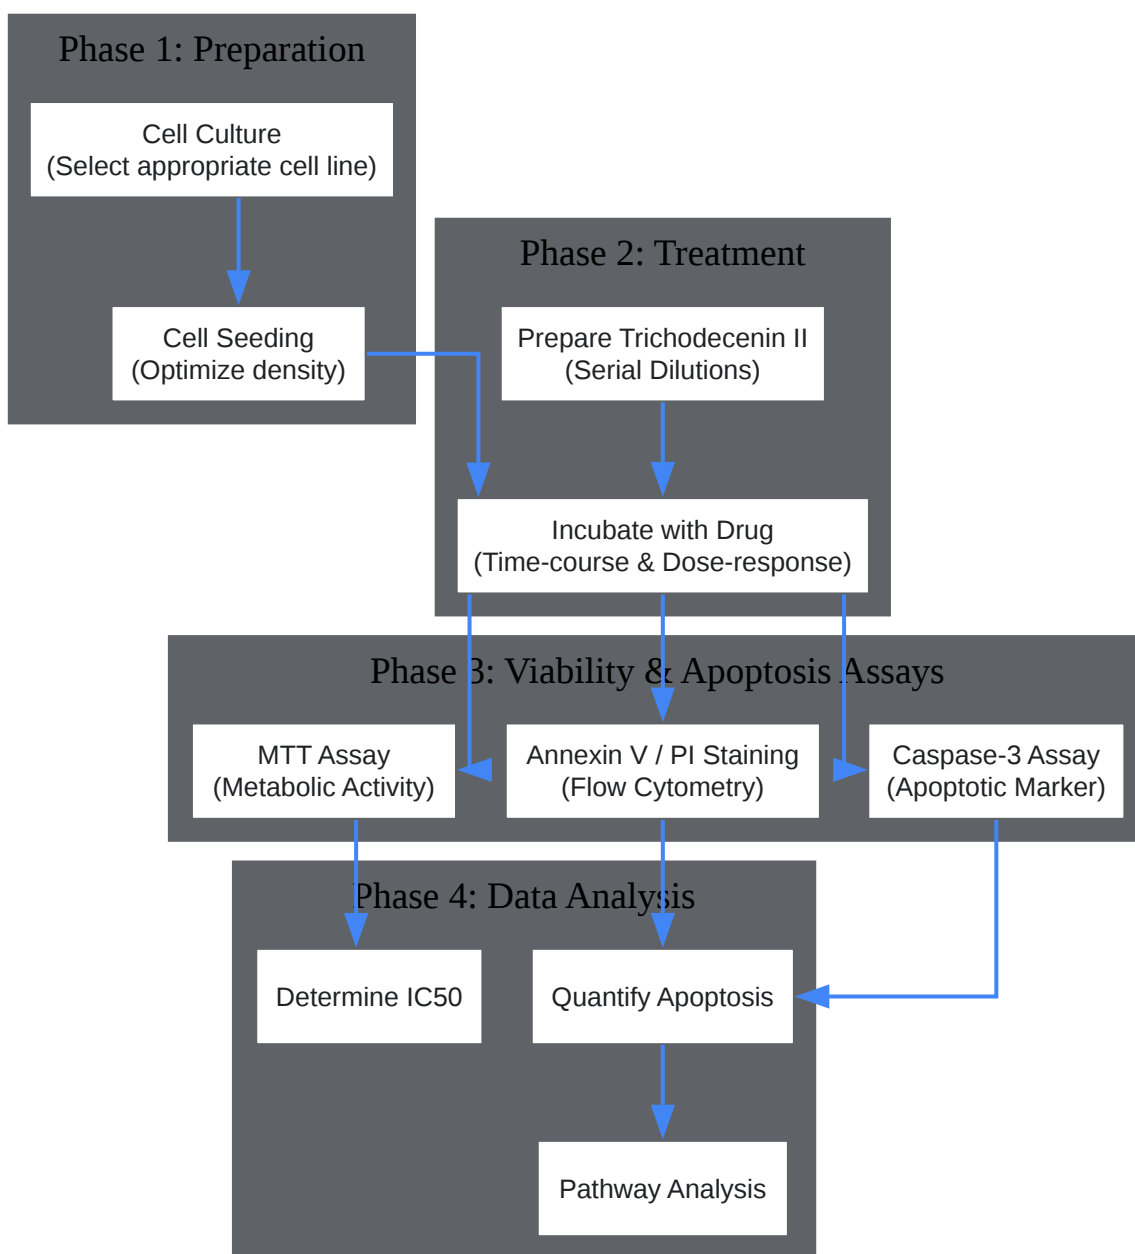 Phase 1: Preparation
Cell Culture
(Select appropriate cell line)
Cell Seeding
(Optimize density)
Phase 2: Treatment
Prepare Trichodecenin II
(Serial Dilutions)
Incubate with Drug
(Time-course & Dose-response)
Phase 3: Viability & Apoptosis Assays
MTT Assay
(Metabolic Activity)
Annexin V / PI Staining
(Flow Cytometry)
Caspase-3 Assay
(Apoptotic Marker)
Phase 4: Data Analysis
Determine IC50
Quantify Apoptosis
Pathway Analysis